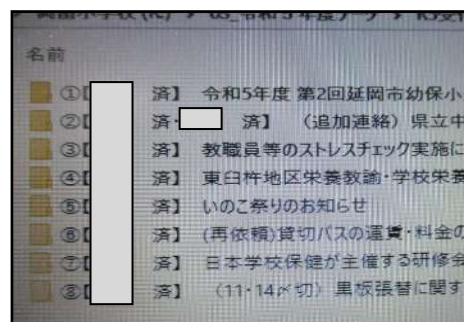 名前
①【 済】 令和5年度 第2回延岡市幼保小
②【 済・ 済】 （追加連絡）県立中
③【 済】 教職員等のストレスチェック実施に
④【 済】 東臼杵地区栄養教諭・学校栄養
⑤【 済】 いのこ祭りのお知らせ
⑥【 済】 (再依頼)貸切バスの運賃・料金の
⑦【 済】 日本学校保健が主催する研修会
⑧【 済】 （11・14〆切）黒板張替に関す